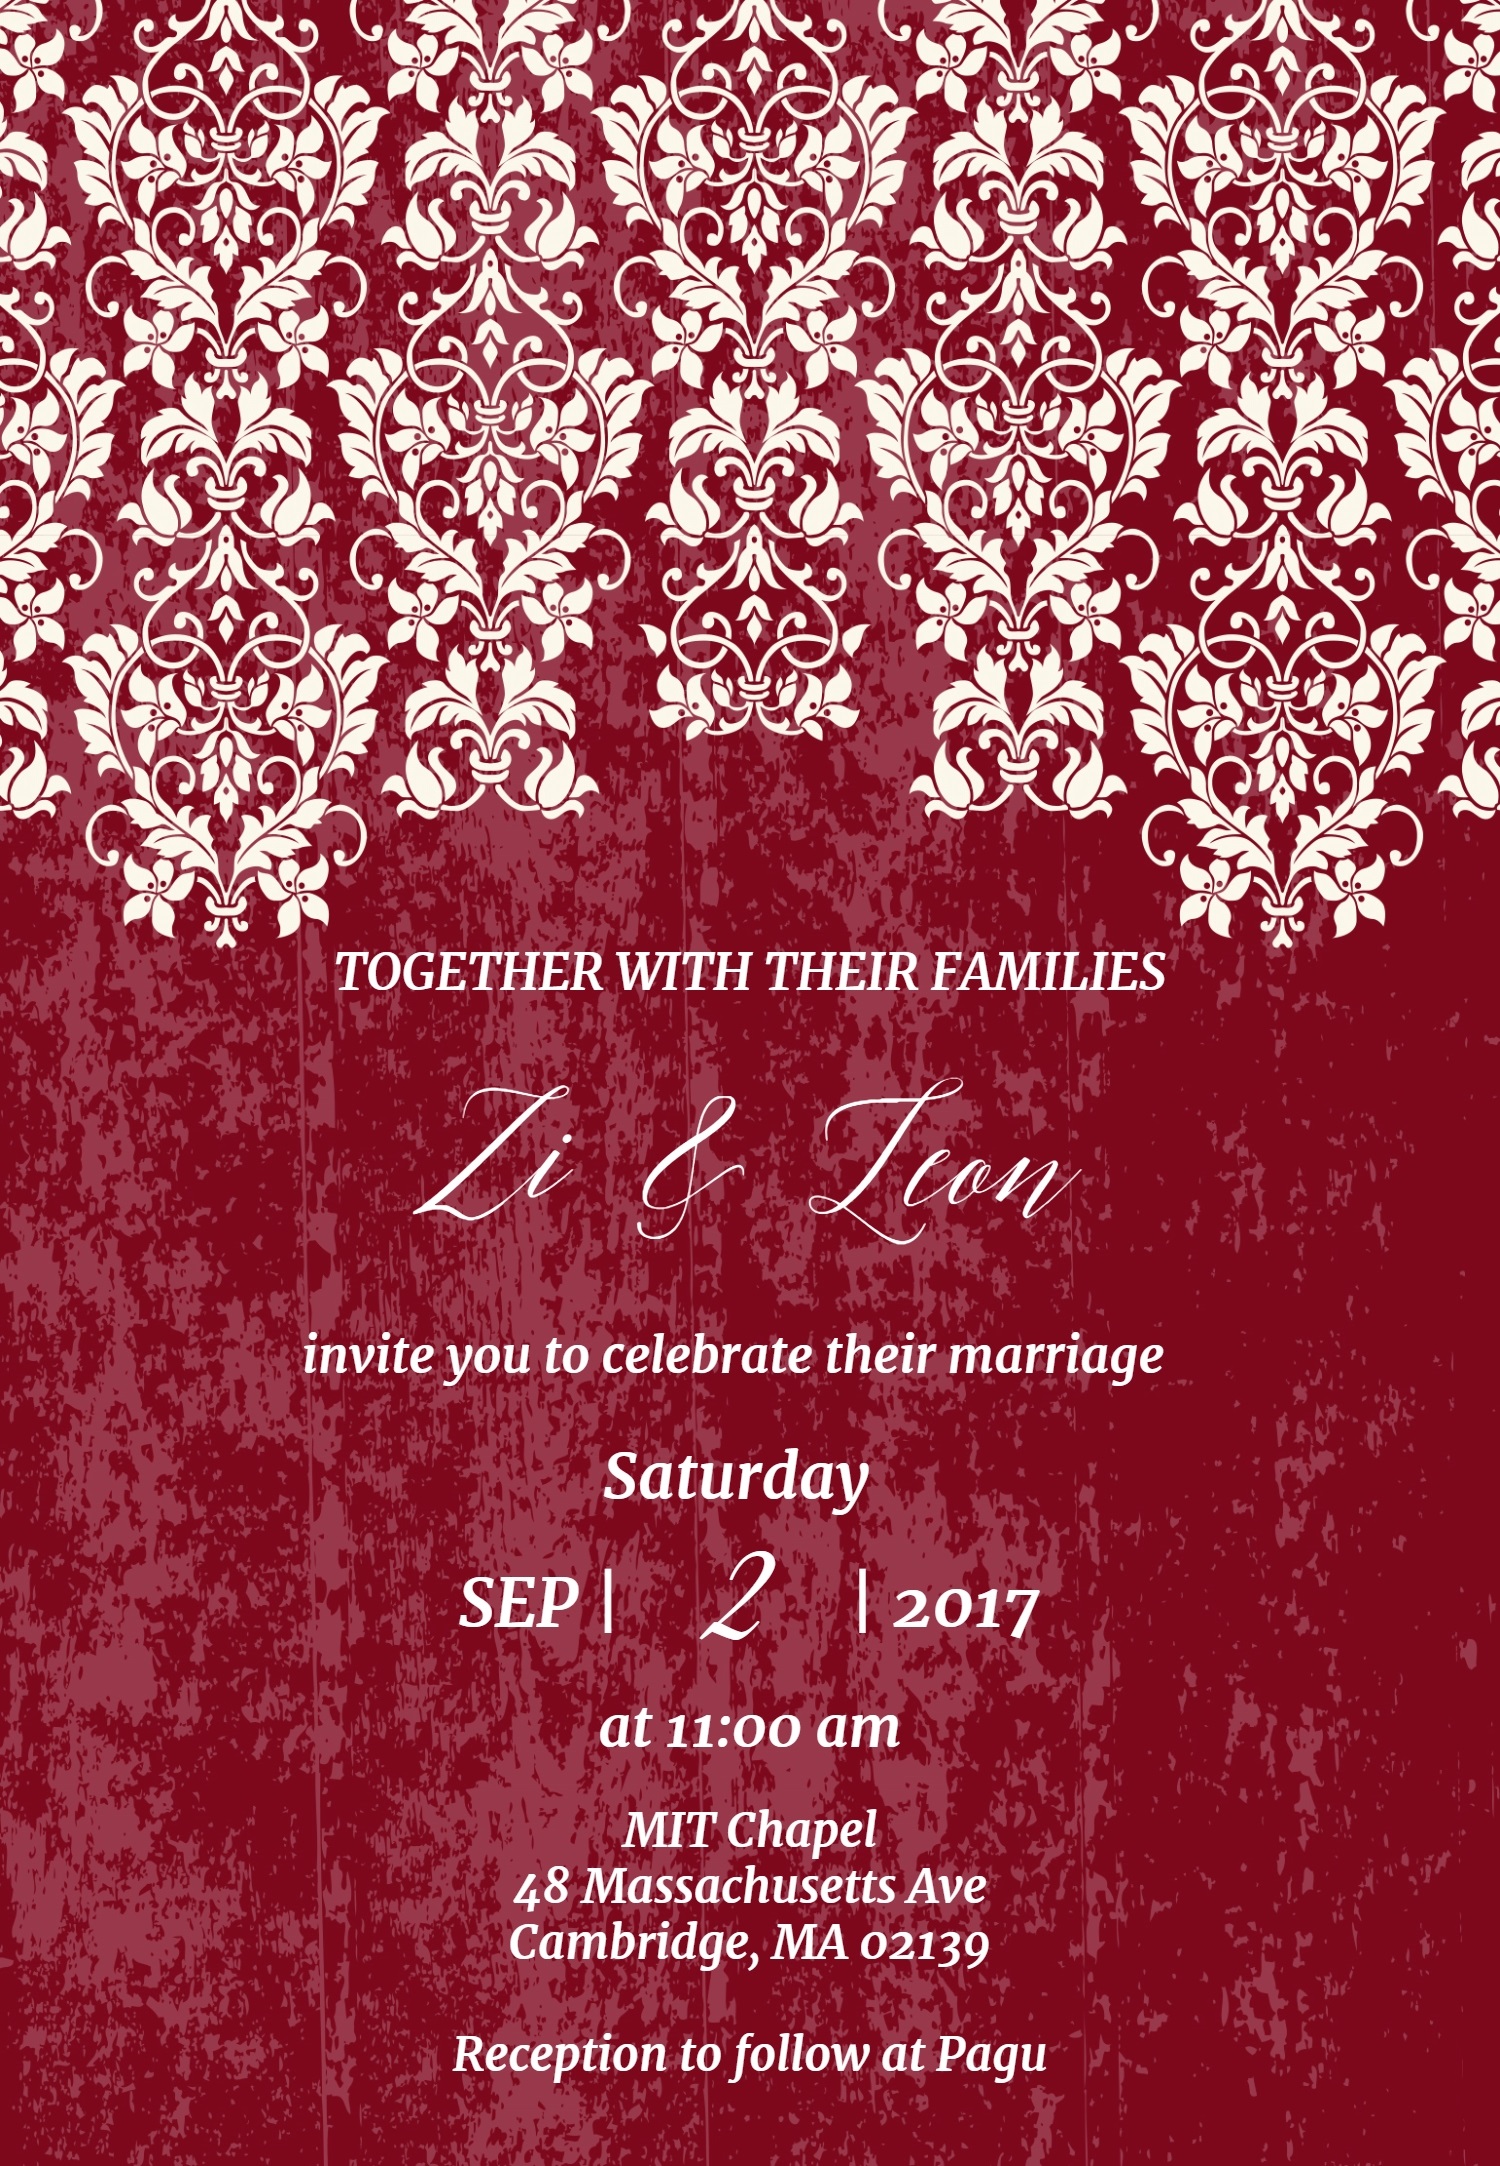 TOGETHER WITH THEIR FAMILIES
Zi & Leon
invite you to celebrate their marriage
Saturday
SEP | 2 | 2017
at 11:00 am
MIT Chapel
48 Massachusetts Ave
Cambridge, MA 02139
Reception to follow at Pagu